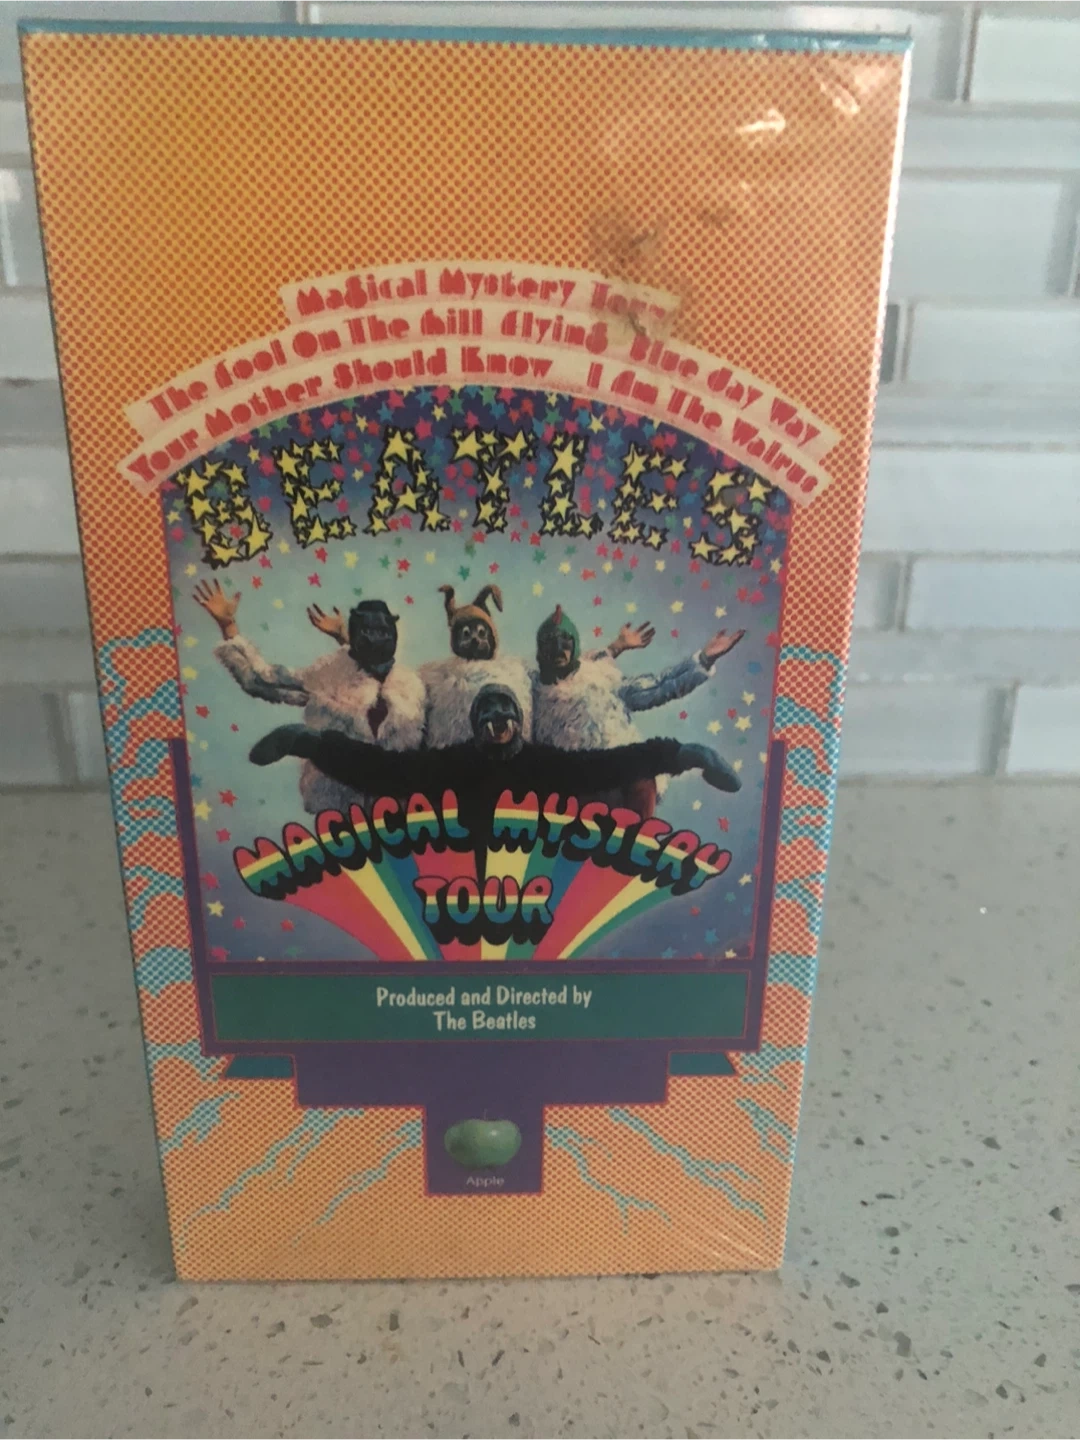 Magical Mystery Tour
The Fool On The Hill Flying Blue Jay Way
Your Mother Should Know I Am The Walrus
BEATLES
MAGICAL MYSTERY
TOUR
Produced and Directed by
The Beatles
Apple